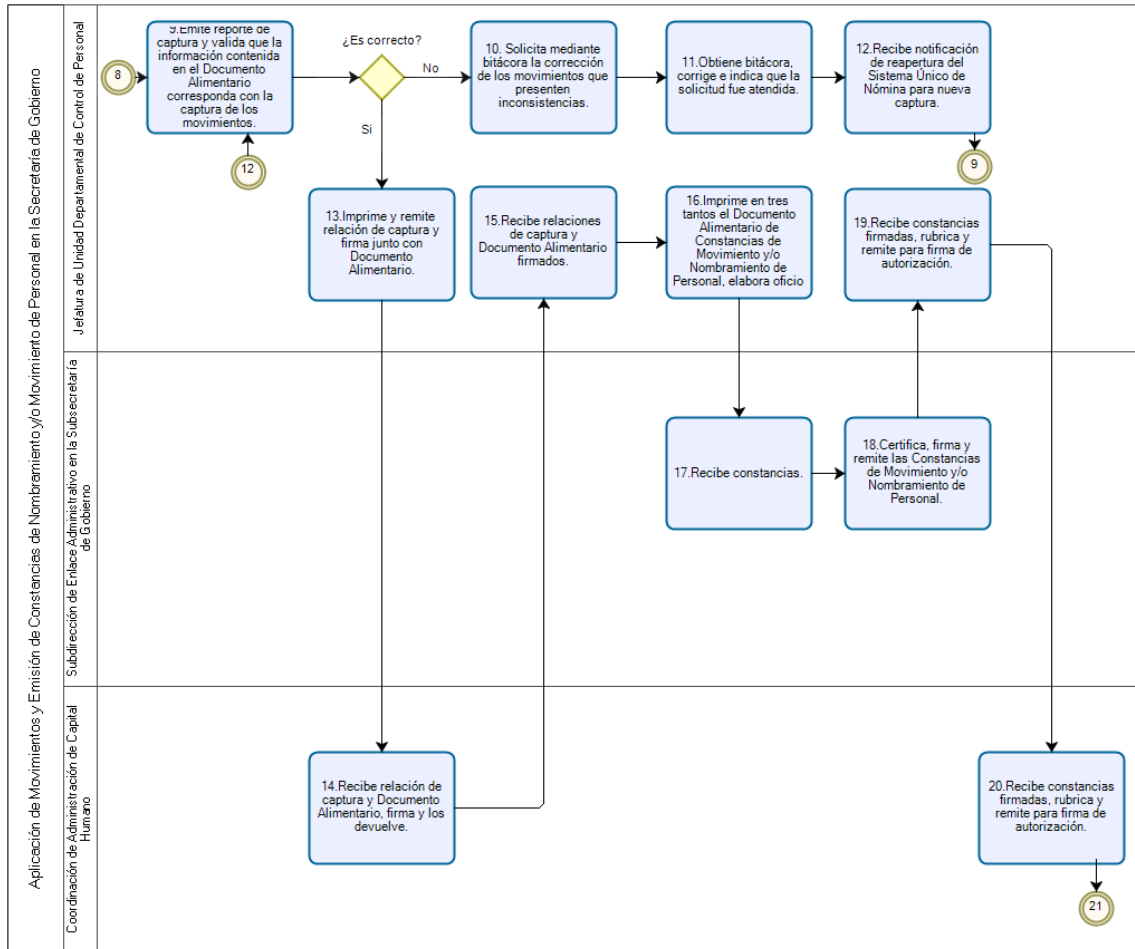 Aplicación de Movimientos y Emisión de Constancias de Nombramiento y/o Movimiento de Personal en la Secretaría de Gobierno
Jefatura de Unidad Departamental de Control de Personal
8
9.Emite reporte de
captura y valida que la
información contenida
en el Documento
Alimentario
corresponda con la
captura de los
movimientos.
12
¿Es correcto?
No
Si
10. Solicita mediante
bitácora la corrección
de los movimientos que
presenten
inconsistencias.
11.Obtiene bitácora,
corrige e indica que la
solicitud fue atendida.
12.Recibe notificación
de reapertura del
Sistema Único de
Nómina para nueva
captura.
9
13.Imprime y remite
relación de captura y
firma junto con
Documento
Alimentario.
15.Recibe relaciones
de captura y
Documento Alimentario
firmados.
16.Imprime en tres
tantos el Documento
Alimentario de
Constancias de
Movimiento y/o
Nombramiento de
Personal, elabora oficio
19.Recibe constancias
firmadas, rubrica y
remite para firma de
autorización.
Subdirección de Enlace Administrativo en la Subsecretaría
de Gobierno
17.Recibe constancias.
18.Certifica, firma y
remite las Constancias
de Movimiento y/o
Nombramiento de
Personal.
Coordinación de Administración de Capital
Humano
14.Recibe relación de
captura y Documento
Alimentario, firma y los
devuelve.
20.Recibe constancias
firmadas, rubrica y
remite para firma de
autorización.
21